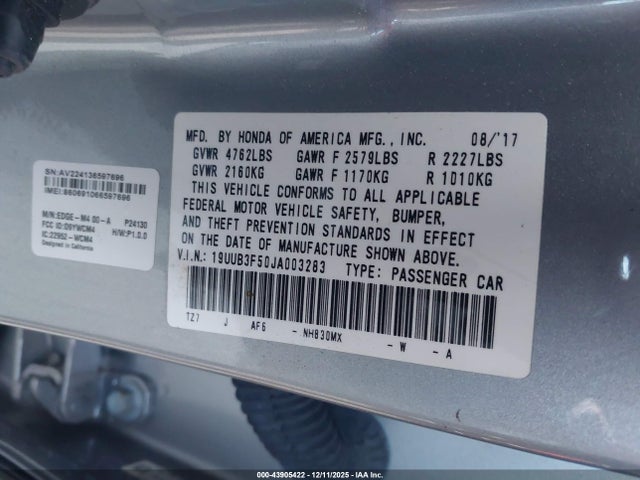 MFD. BY HONDA OF AMERICA MFG., INC. 08/'17
GVWR 4762LBS GAWR F 2579LBS R 2227LBS
GVWR 2160KG GAWR F 1170KG R 1010KG
THIS VEHICLE CONFORMS TO ALL APPLICABLE
FEDERAL MOTOR VEHICLE SAFETY, BUMPER,
AND THEFT PREVENTION STANDARDS IN EFFECT
ON THE DATE OF MANUFACTURE SHOWN ABOVE.
V.I.N.: 19UUB3F50JA003283 TYPE: PASSENGER CAR
TZ7 J AF6 - NH830MX - W - A
SN:AV224136597696
IMEI:860691066597696
M/N:EDGE-M4 00-A P24130
FCC ID:D9YWCM4 H/W:P1.0.0
IC:22952-WCM4
Designed in California
000-43905422 - 12/11/2025 - IAA Inc.